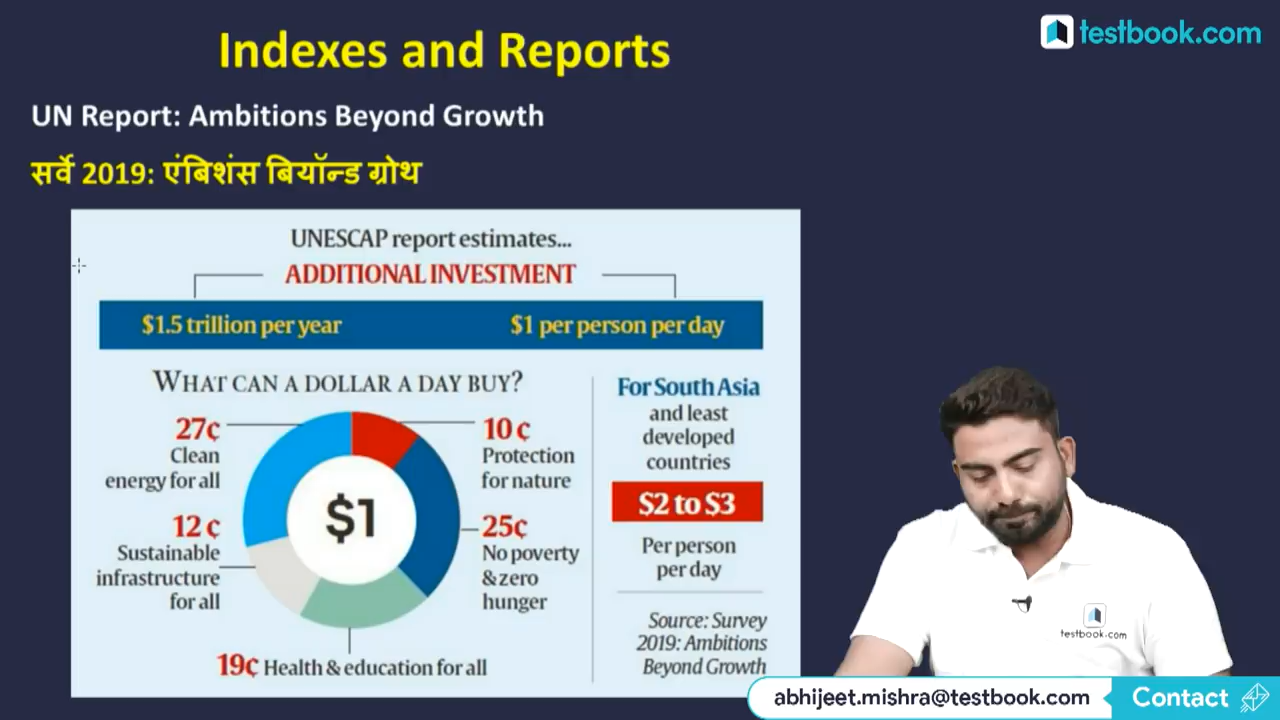 Indexes and Reports
testbook.com
UN Report: Ambitions Beyond Growth
सर्वे 2019: एंबिशंस बियॉन्ड ग्रोथ
UNESCAP report estimates...
ADDITIONAL INVESTMENT
$1.5 trillion per year
$1 per person per day
WHAT CAN A DOLLAR A DAY BUY?
27¢
Clean
energy for all
10 ¢
Protection
for nature
12 ¢
Sustainable
infrastructure
for all
$1
25¢
No poverty
& zero
hunger
19¢ Health & education for all
For South Asia
and least
developed
countries
$2 to $3
Per person
per day
Source: Survey
2019: Ambitions
Beyond Growth
testbook.com
abhijeet.mishra@testbook.com
Contact